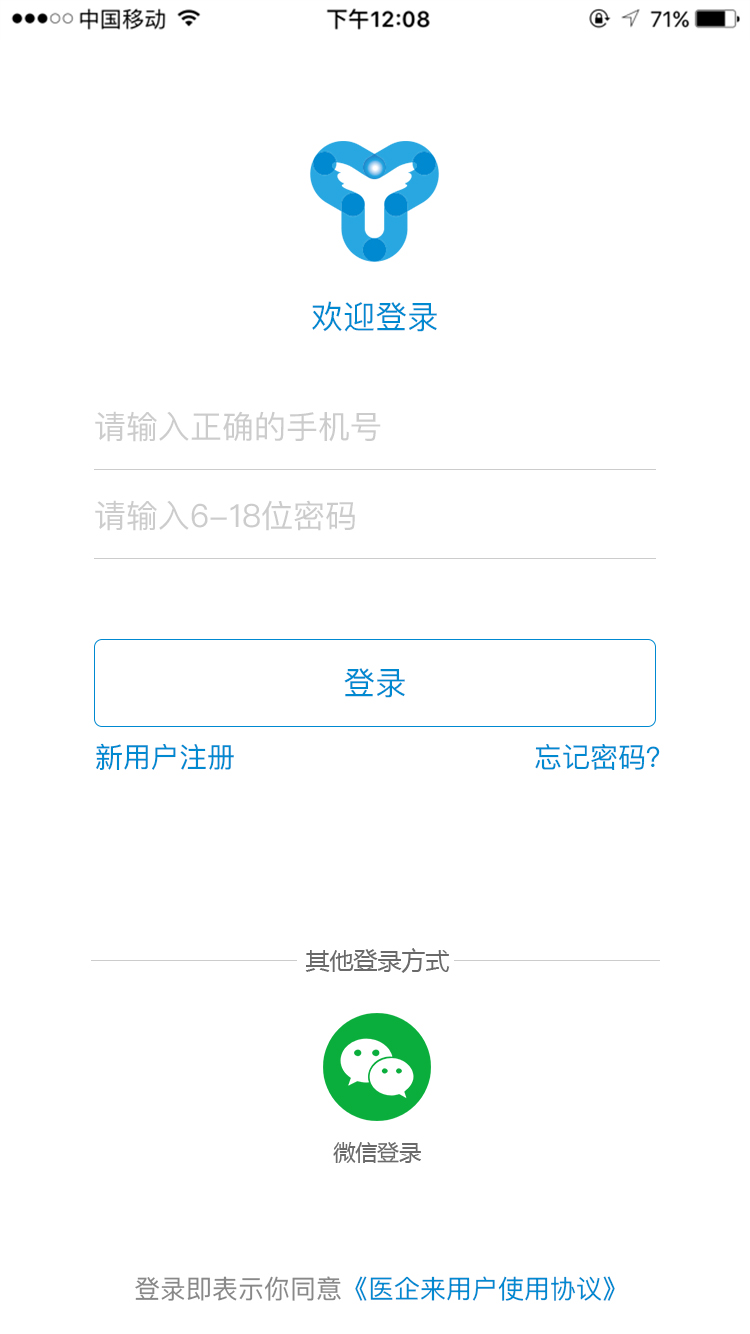 中国移动 下午12:08 71%
欢迎登录
请输入正确的手机号
请输入6-18位密码
登录
新用户注册 忘记密码?
其他登录方式
微信登录
登录即表示你同意《医企来用户使用协议》